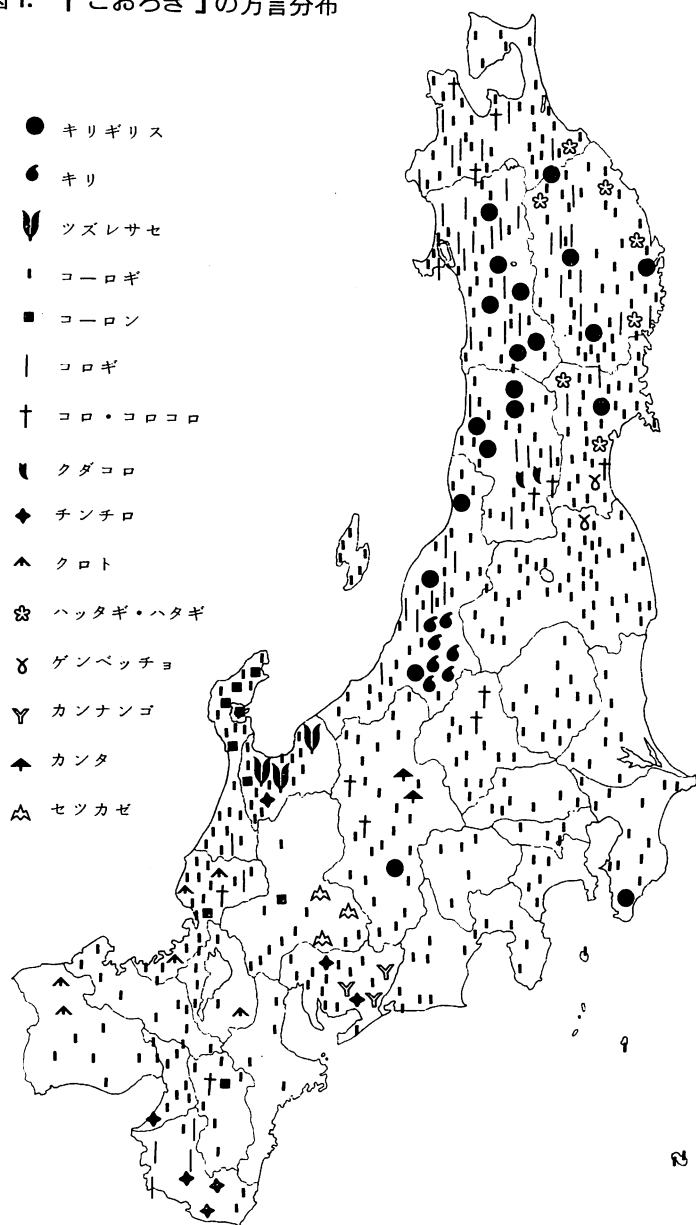 図1. 「こおろぎ」の方言分布
キリギリス
キリ
ツズレサセ
コーロギ
コーロン
コロギ
コロ・コロコロ
クダコロ
チンチロ
クロト
ハッタギ・ハタギ
ゲンベッチョ
カンナンゴ
カンタ
セツカゼ